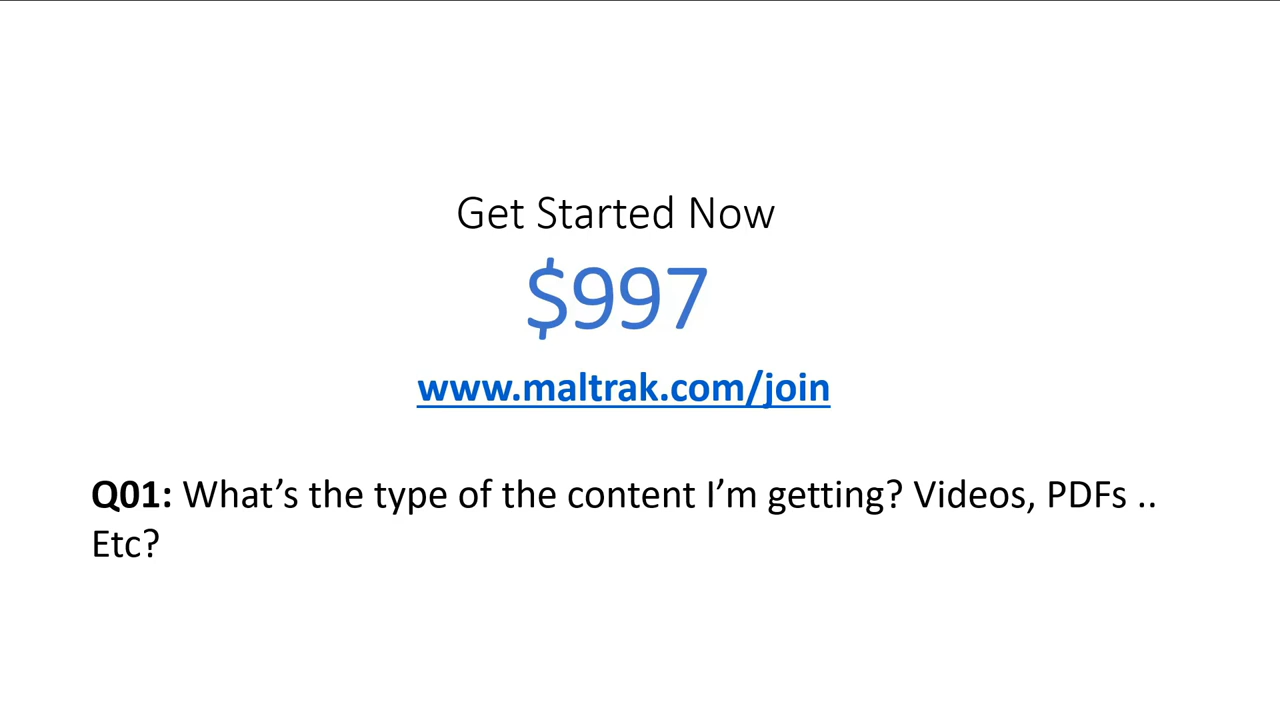 Get Started Now
$997
www.maltrak.com/join
Q01: What’s the type of the content I’m getting? Videos, PDFs ..
Etc?